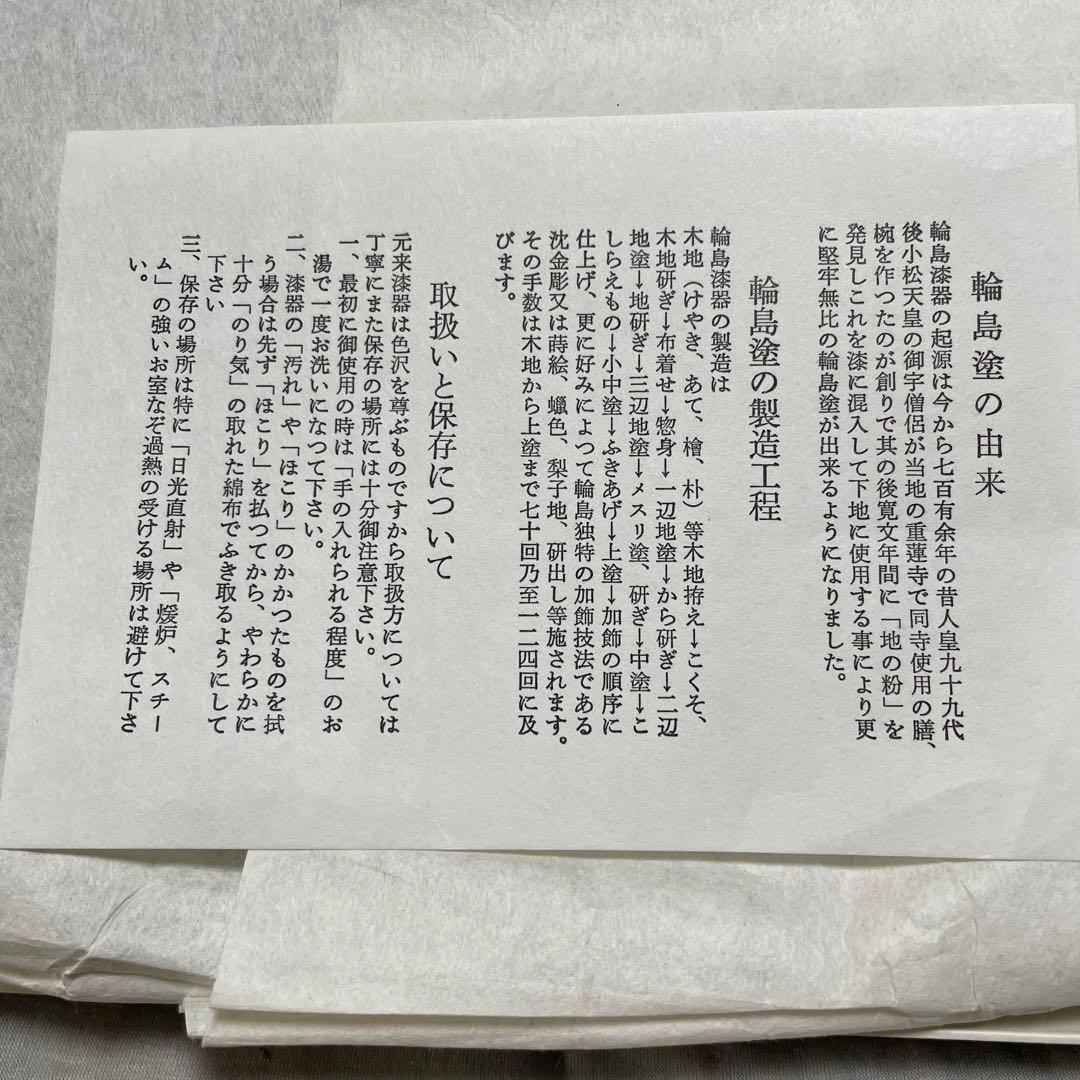 輪島塗の由来
輪島漆器の起源は今から七百有余年の昔人皇九十九代
後小松天皇の御宇僧侶が当地の重蓮寺で同寺使用の膳、
椀を作つたのが創りで其の後寛文年間に「地の粉」を
発見しこれを漆に混入して下地に使用する事により更
に堅牢無比の輪島塗が出来るようになりました。
輪島塗の製造工程
輪島漆器の製造は
木地（けやき、あて、檜、朴）等木地拵え→こくそ、
木地研ぎ→布着せ→惣身→一辺地塗→から研ぎ→二辺
地塗→地研ぎ→三辺地塗→メスリ塗、研ぎ→中塗→こ
しらえもの→小中塗→ふきあげ→上塗→加飾の順序に
仕上げ、更に好みによつて輪島独特の加飾技法である
沈金彫又は蒔絵、蠟色、梨子地、研出し等施されます。
その手数は木地から上塗まで七十回乃至一二四回に及
びます。
取扱いと保存について
元来漆器は色沢を尊ぶものですから取扱方については
丁寧にまた保存の場所には十分御注意下さい。
一、最初に御使用の時は「手の入れられる程度」のお
湯で一度お洗いになつて下さい。
二、漆器の「汚れ」や「ほこり」のかかつたものを拭
う場合は先ず「ほこり」を払つてから、やわらかに
十分「のり気」の取れた綿布でふき取るようにして
下さい
三、保存の場所は特に「日光直射」や「煖炉、スチー
ム」の強いお室なぞ過熱の受ける場所は避けて下さ
い。